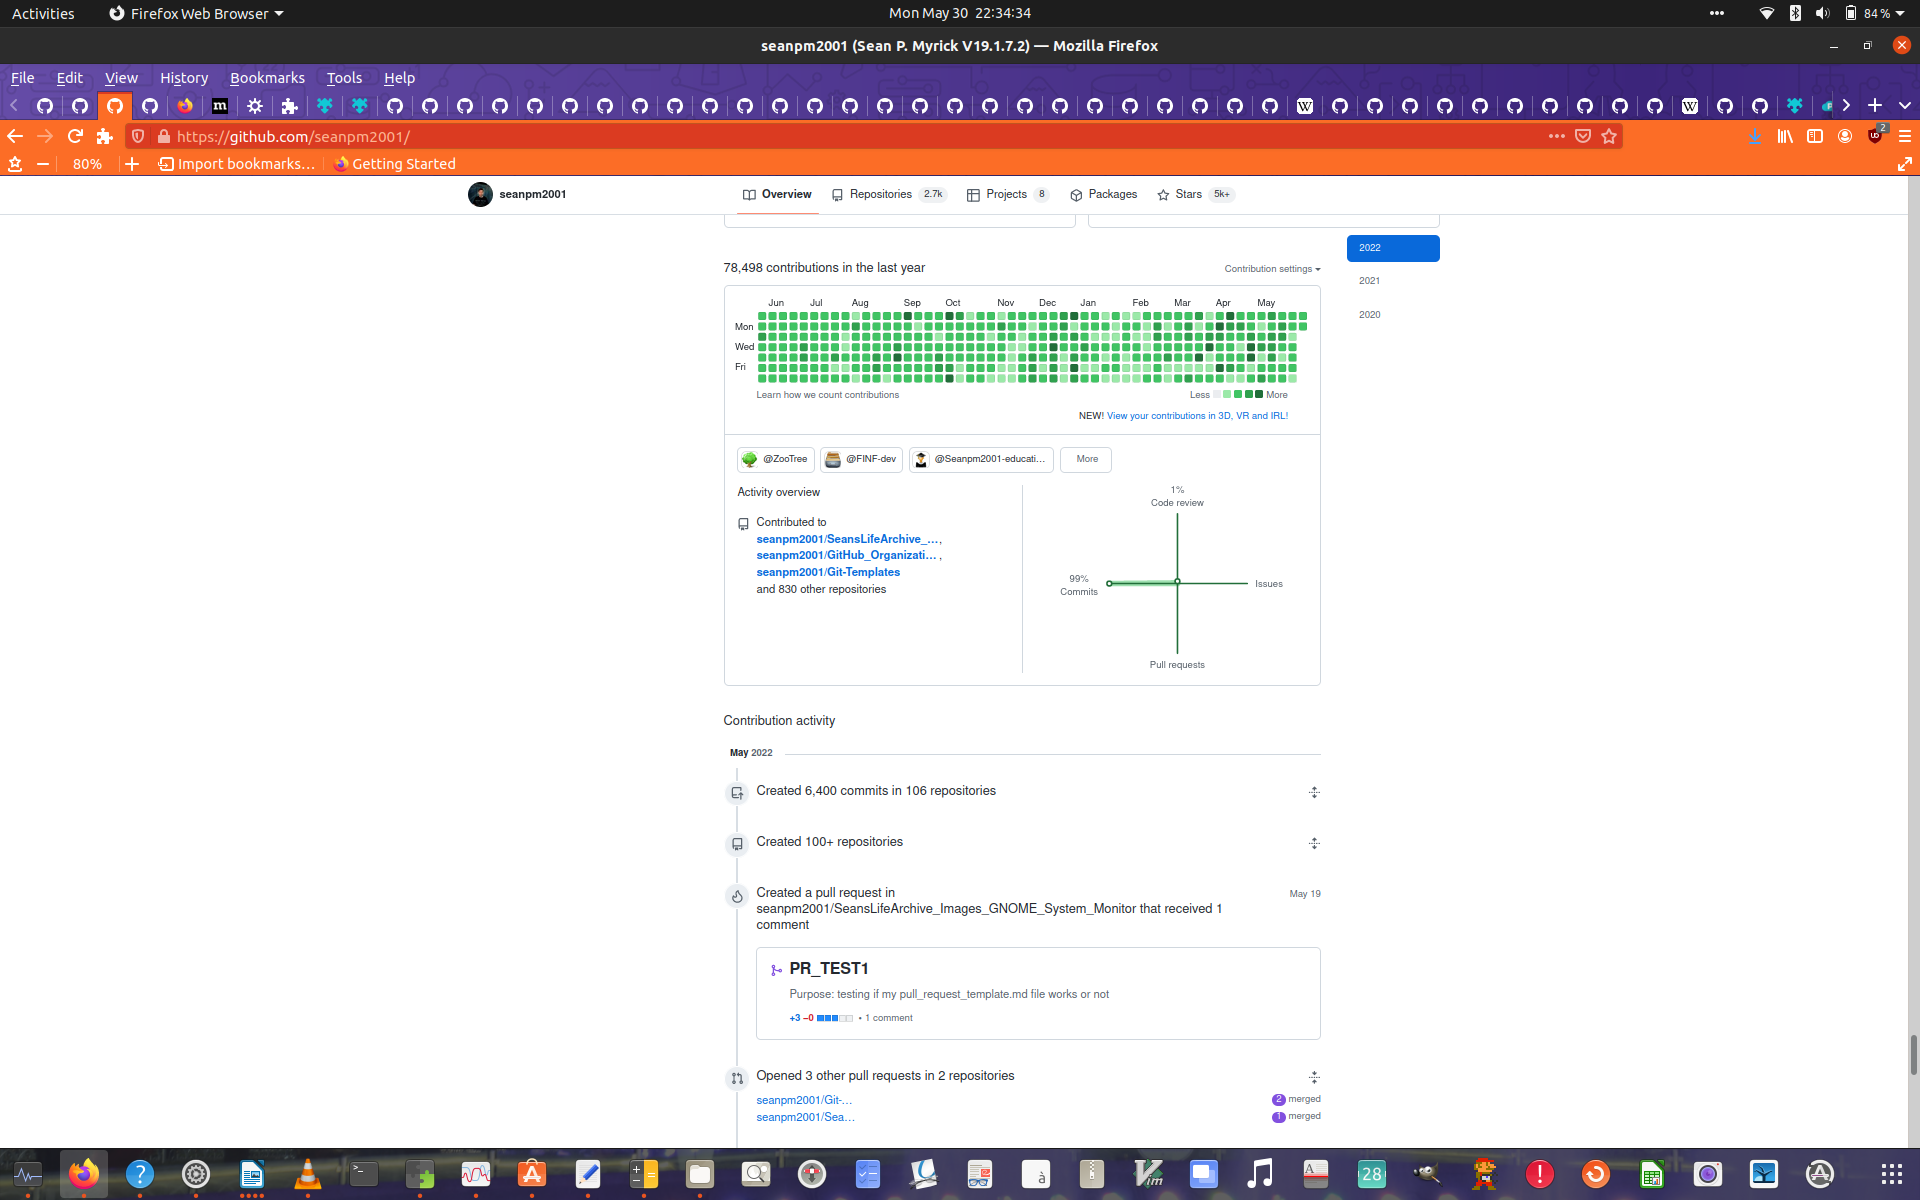 Activities
Firefox Web Browser
Mon May 30 22:34:34
84 %
seanpm2001 (Sean P. Myrick V19.1.7.2) — Mozilla Firefox
File Edit View History Bookmarks Tools Help
https://github.com/seanpm2001/
2
80%
Import bookmarks…
Getting Started
seanpm2001
Overview
Repositories 2.7k
Projects 8
Packages
Stars 5k+
2022
2021
2020
78,498 contributions in the last year
Contribution settings
Jun Jul Aug Sep Oct Nov Dec Jan Feb Mar Apr May
Mon
Wed
Fri
Learn how we count contributions
Less More
NEW! View your contributions in 3D, VR and IRL!
@ZooTree
@FINF-dev
@Seanpm2001-educati…
More
Activity overview
Contributed to
seanpm2001/SeansLifeArchive_…,
seanpm2001/GitHub_Organizati… ,
seanpm2001/Git-Templates
and 830 other repositories
1%
Code review
99%
Commits
Issues
Pull requests
Contribution activity
May 2022
Created 6,400 commits in 106 repositories
Created 100+ repositories
Created a pull request in
seanpm2001/SeansLifeArchive_Images_GNOME_System_Monitor that received 1
comment
May 19
PR_TEST1
Purpose: testing if my pull_request_template.md file works or not
+3 −0 • 1 comment
Opened 3 other pull requests in 2 repositories
seanpm2001/Git-…
2 merged
seanpm2001/Sea…
1 merged
28